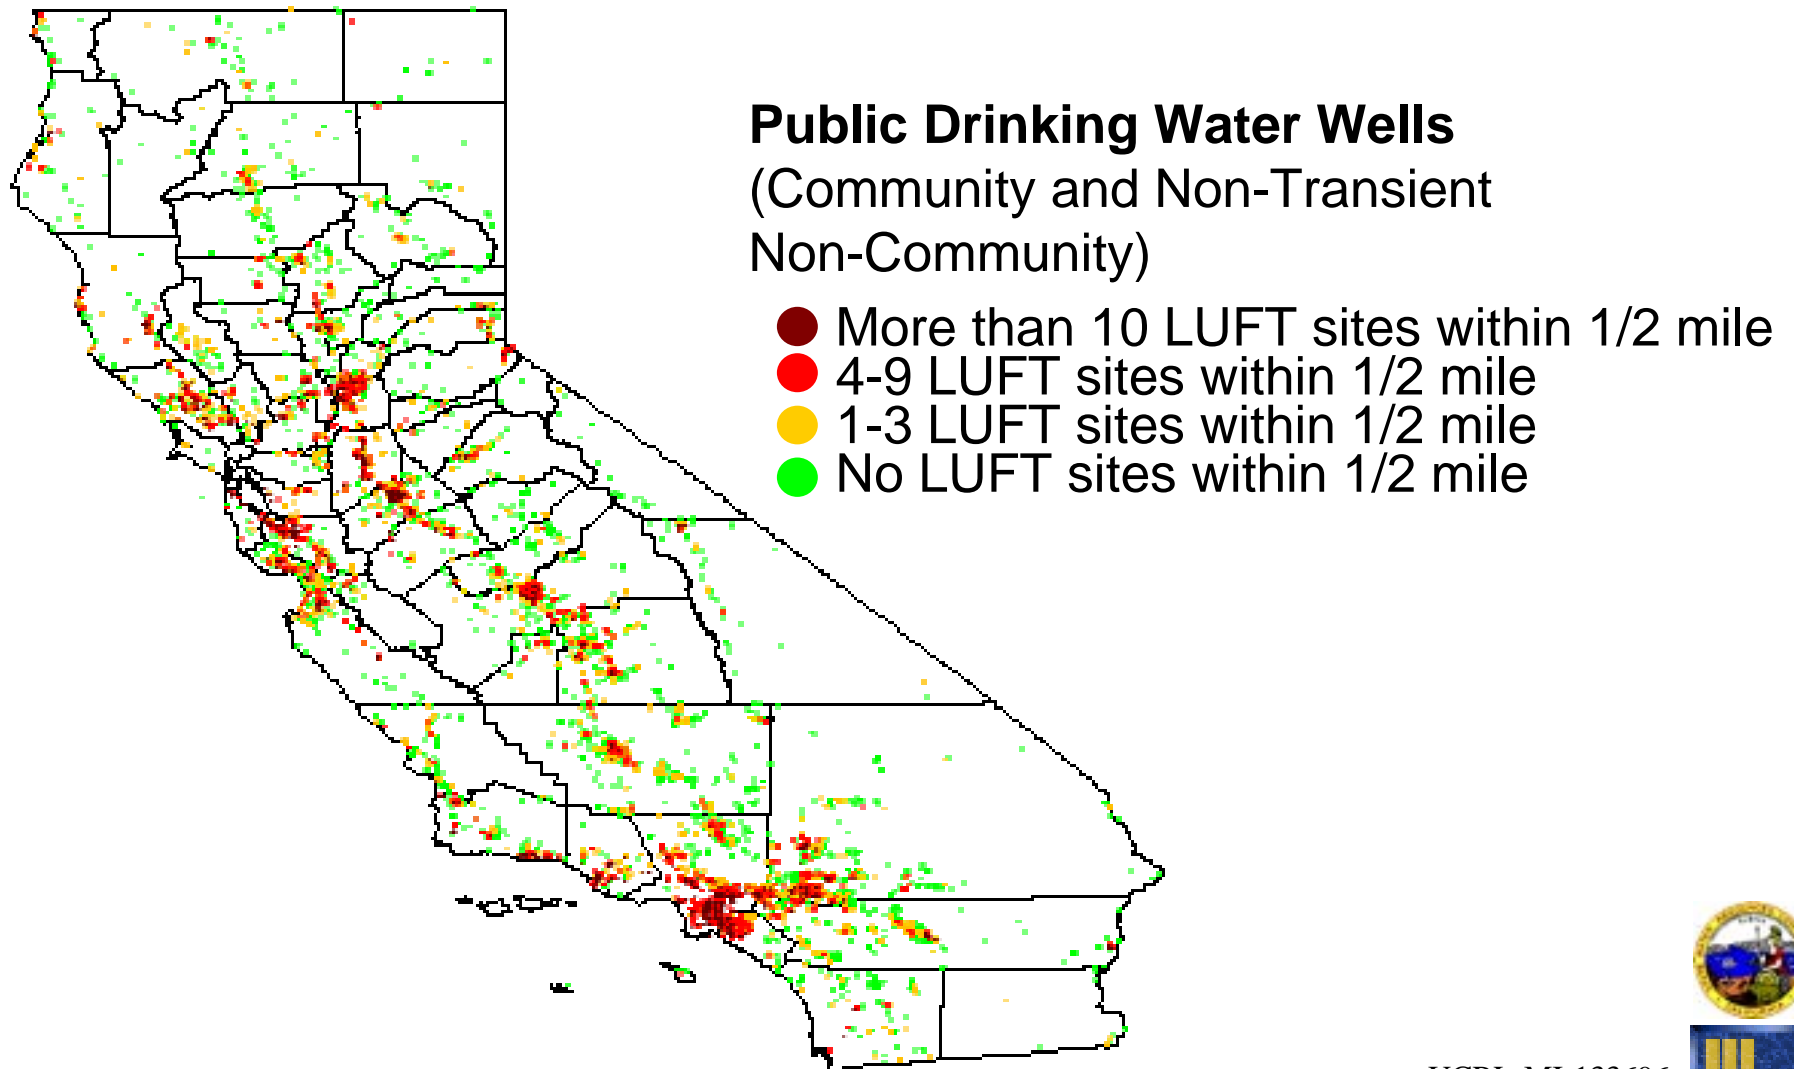 Public Drinking Water Wells
(Community and Non-Transient
Non-Community)
More than 10 LUFT sites within 1/2 mile
4-9 LUFT sites within 1/2 mile
1-3 LUFT sites within 1/2 mile
No LUFT sites within 1/2 mile